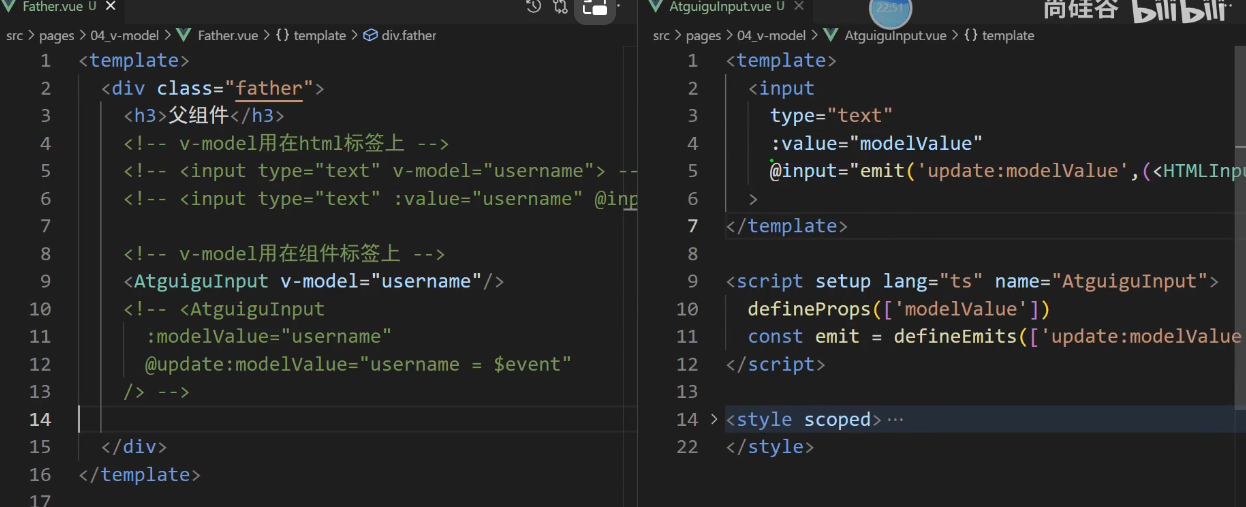 Father.vue U ×
src > pages > 04_v-model > Father.vue > {} template > div.father
1 <template>
2 <div class="father">
3 <h3>父组件</h3>
4 <!-- v-model用在html标签上 -->
5 <!-- <input type="text" v-model="username"> --
6 <!-- <input type="text" :value="username" @inp
7
8 <!-- v-model用在组件标签上 -->
9 <AtguiguInput v-model="username"/>
10 <!-- <AtguiguInput
11 :modelValue="username"
12 @update:modelValue="username = $event"
13 /> -->
14
15 </div>
16 </template>
17
AtguiguInput.vue U ×
22:51
尚硅谷 bilibili
src > pages > 04_v-model > AtguiguInput.vue > {} template
1 <template>
2 <input
3 type="text"
4 :value="modelValue"
5 @input="emit('update:modelValue',(<HTMLInpu
6 >
7 </template>
8
9 <script setup lang="ts" name="AtguiguInput">
10 defineProps(['modelValue'])
11 const emit = defineEmits(['update:modelValue
12 </script>
13
14 <style scoped>…
22 </style>